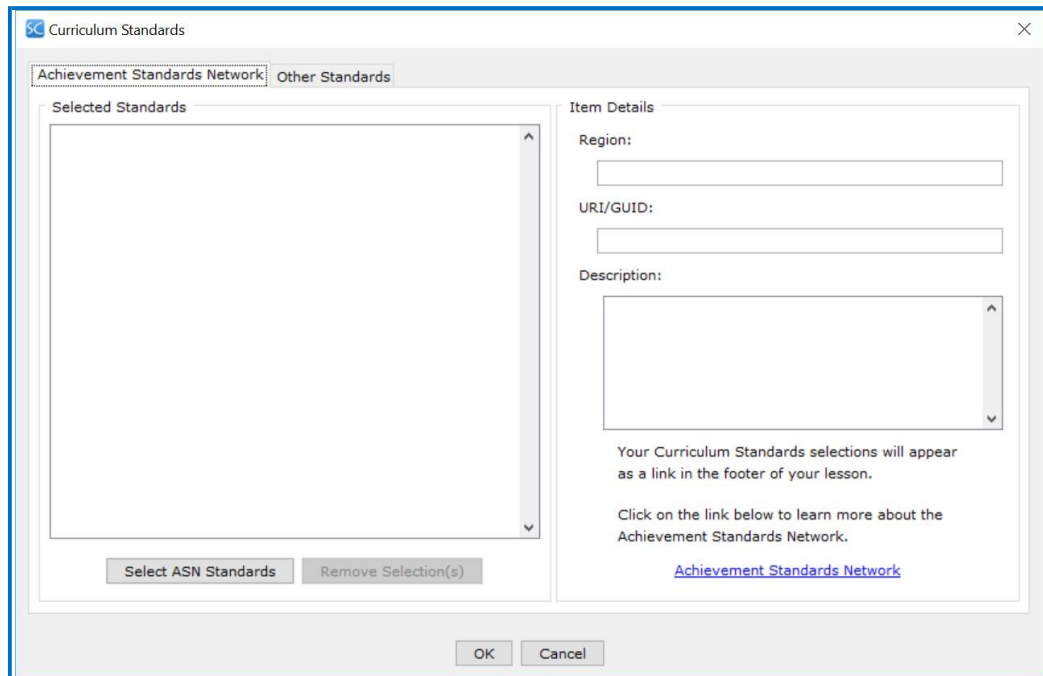 SC Curriculum Standards
Achievement Standards Network Other Standards
Selected Standards
Select ASN Standards Remove Selection(s)
Item Details
Region:
URI/GUID:
Description:
Your Curriculum Standards selections will appear
as a link in the footer of your lesson.
Click on the link below to learn more about the
Achievement Standards Network.
Achievement Standards Network
OK Cancel